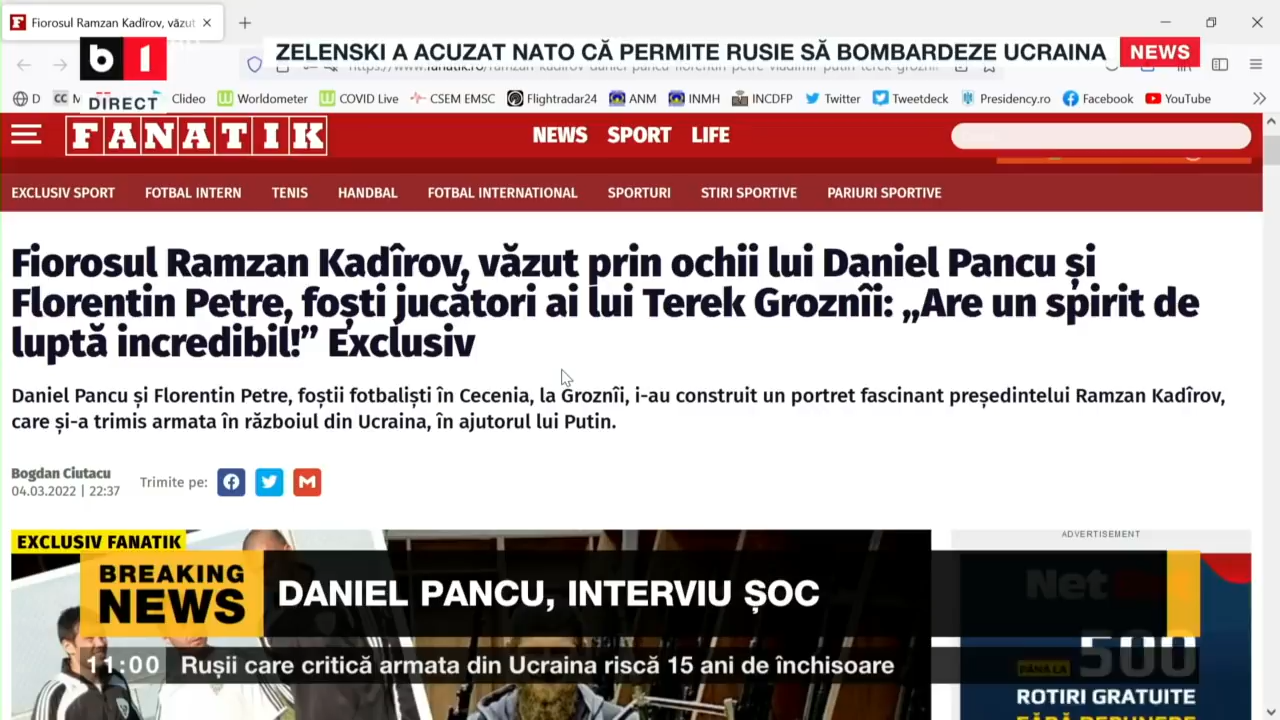 Fiorosul Ramzan Kadîrov, văzut
b1
ZELENSKI A ACUZAT NATO CĂ PERMITE RUSIE SĂ BOMBARDEZE UCRAINA
NEWS
DIRECT
D
CC M
Clideo
Worldometer
COVID Live
CSEM EMSC
Flightradar24
ANM
INMH
INCDFP
Twitter
Tweetdeck
Presidency.ro
Facebook
YouTube
FANATIK
NEWS SPORT LIFE
EXCLUSIV SPORT FOTBAL INTERN TENIS HANDBAL FOTBAL INTERNATIONAL SPORTURI STIRI SPORTIVE PARIURI SPORTIVE
Fiorosul Ramzan Kadîrov, văzut prin ochii lui Daniel Pancu și
Florentin Petre, foști jucători ai lui Terek Groznîi: „Are un spirit de
luptă incredibil!” Exclusiv
Daniel Pancu și Florentin Petre, foștii fotbaliști în Cecenia, la Groznîi, i-au construit un portret fascinant președintelui Ramzan Kadîrov,
care și-a trimis armata în războiul din Ucraina, în ajutorul lui Putin.
Bogdan Ciutacu
04.03.2022 | 22:37
Trimite pe:
EXCLUSIV FANATIK
ADVERTISEMENT
BREAKING
NEWS
DANIEL PANCU, INTERVIU ȘOC
Net
11:00 Rușii care critică armata din Ucraina riscă 15 ani de închisoare
PÂNĂ LA
500
ROTIRI GRATUITE